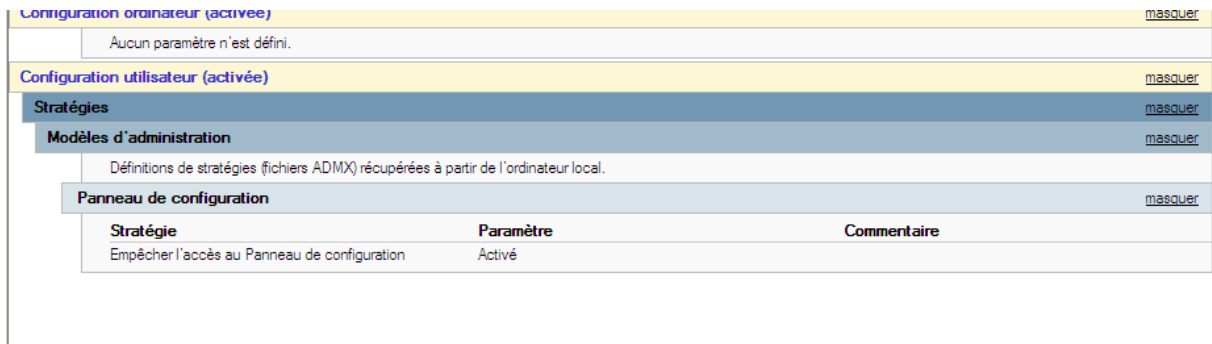 Configuration ordinateur (activée) masquer
Aucun paramètre n'est défini.
Configuration utilisateur (activée) masquer
Stratégies masquer
Modèles d'administration masquer
Définitions de stratégies (fichiers ADMX) récupérées à partir de l'ordinateur local.
Panneau de configuration masquer
Stratégie Paramètre Commentaire
Empêcher l'accès au Panneau de configuration Activé